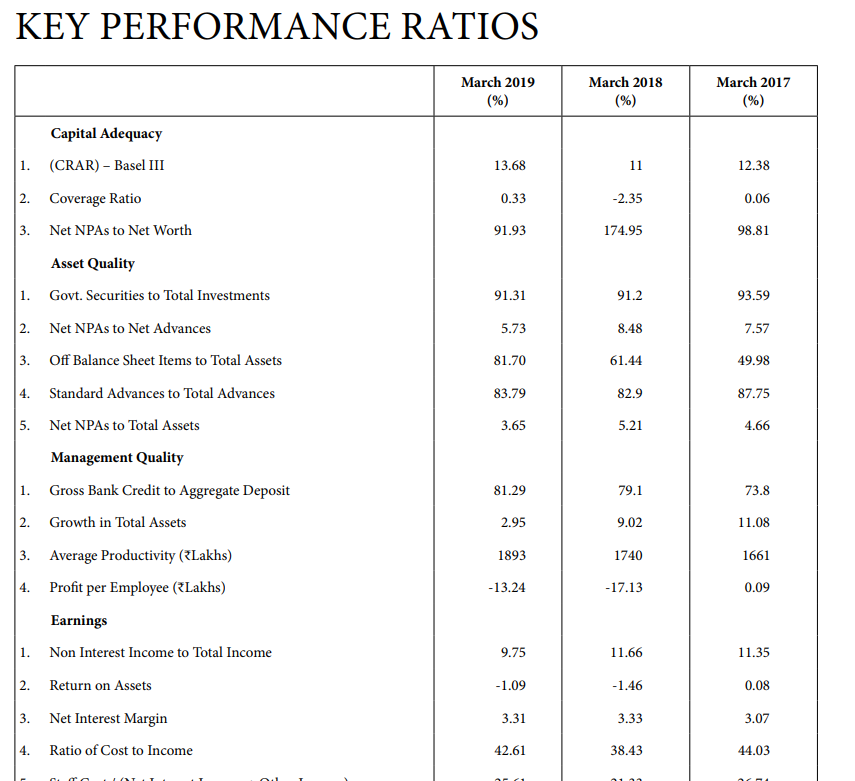 KEY PERFORMANCE RATIOS
March 2019 (%) March 2018 (%) March 2017 (%)
Capital Adequacy
1. (CRAR) – Basel III 13.68 11 12.38
2. Coverage Ratio 0.33 -2.35 0.06
3. Net NPAs to Net Worth 91.93 174.95 98.81
Asset Quality
1. Govt. Securities to Total Investments 91.31 91.2 93.59
2. Net NPAs to Net Advances 5.73 8.48 7.57
3. Off Balance Sheet Items to Total Assets 81.70 61.44 49.98
4. Standard Advances to Total Advances 83.79 82.9 87.75
5. Net NPAs to Total Assets 3.65 5.21 4.66
Management Quality
1. Gross Bank Credit to Aggregate Deposit 81.29 79.1 73.8
2. Growth in Total Assets 2.95 9.02 11.08
3. Average Productivity (₹Lakhs) 1893 1740 1661
4. Profit per Employee (₹Lakhs) -13.24 -17.13 0.09
Earnings
1. Non Interest Income to Total Income 9.75 11.66 11.35
2. Return on Assets -1.09 -1.46 0.08
3. Net Interest Margin 3.31 3.33 3.07
4. Ratio of Cost to Income 42.61 38.43 44.03